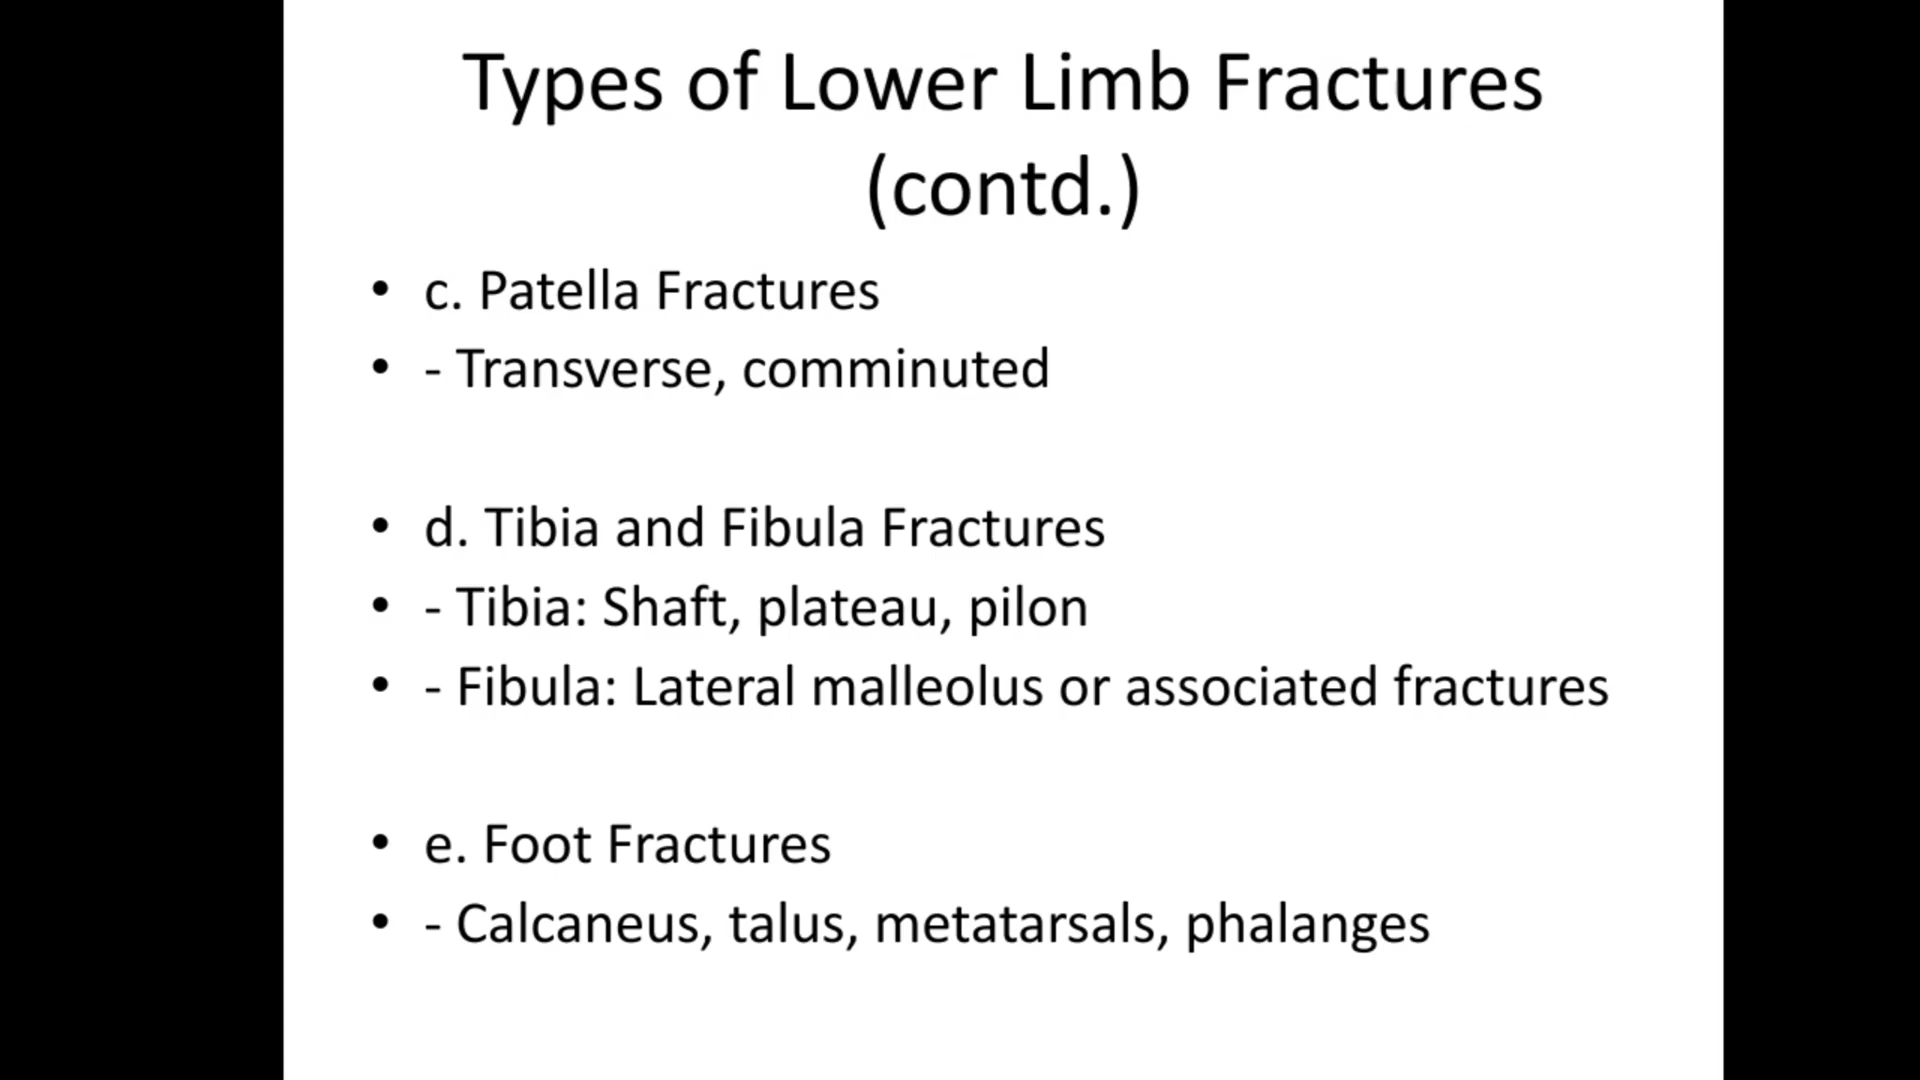 Types of Lower Limb Fractures
(contd.)
• c. Patella Fractures
• - Transverse, comminuted
• d. Tibia and Fibula Fractures
• - Tibia: Shaft, plateau, pilon
• - Fibula: Lateral malleolus or associated fractures
• e. Foot Fractures
• - Calcaneus, talus, metatarsals, phalanges